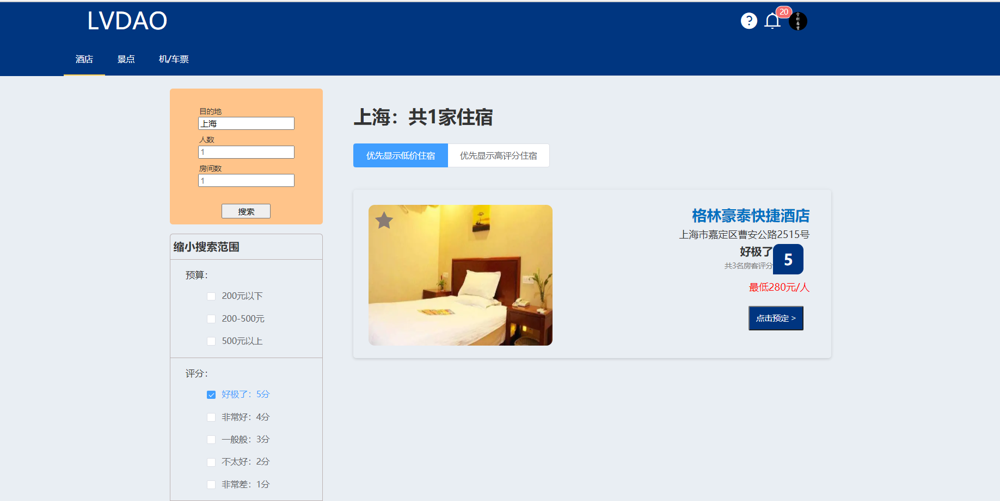 LVDAO
20
酒店
景点
机/车票
目的地
上海
人数
1
房间数
1
搜索
缩小搜索范围
预算：
200元以下
200-500元
500元以上
评分：
好极了：5分
非常好：4分
一般般：3分
不太好：2分
非常差：1分
上海：共1家住宿
优先显示低价住宿
优先显示高评分住宿
格林豪泰快捷酒店
上海市嘉定区曹安公路2515号
好极了
5
共3名房客评分
最低280元/人
点击预定 >